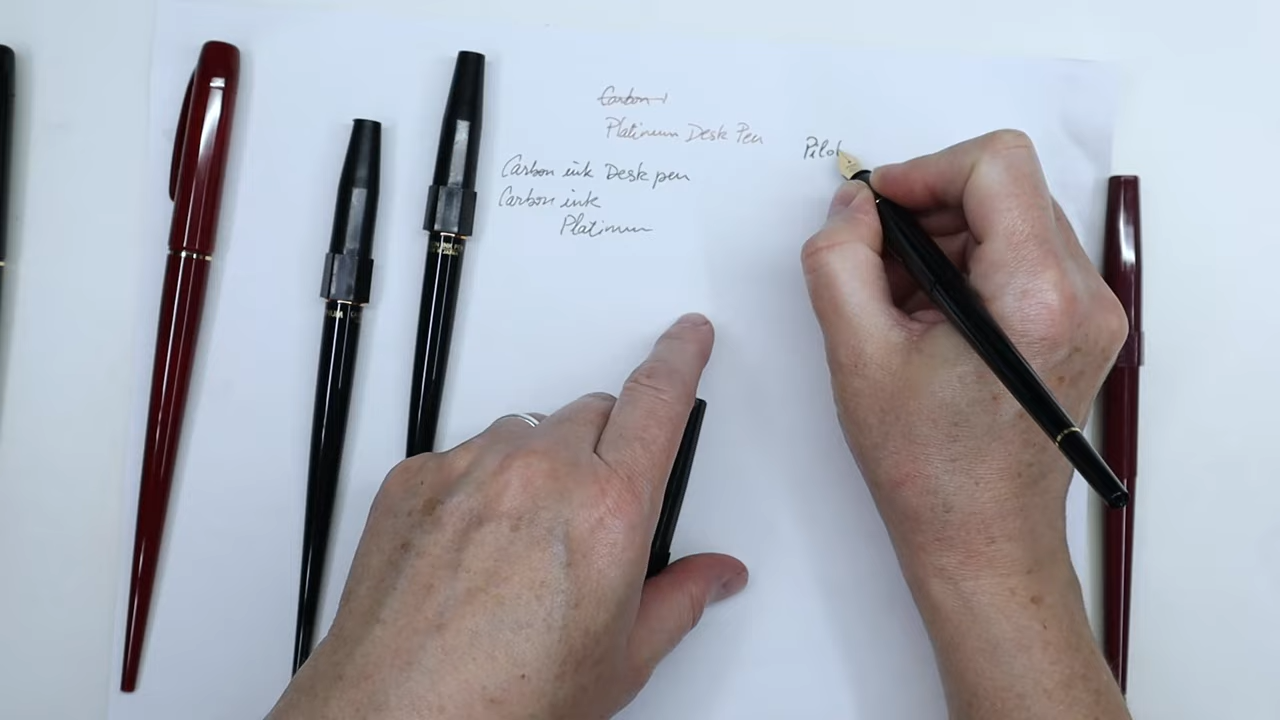 Carbon
Platinum Desk Pen
Carbon ink Desk pen
Carbon ink
Platinum
Pilot